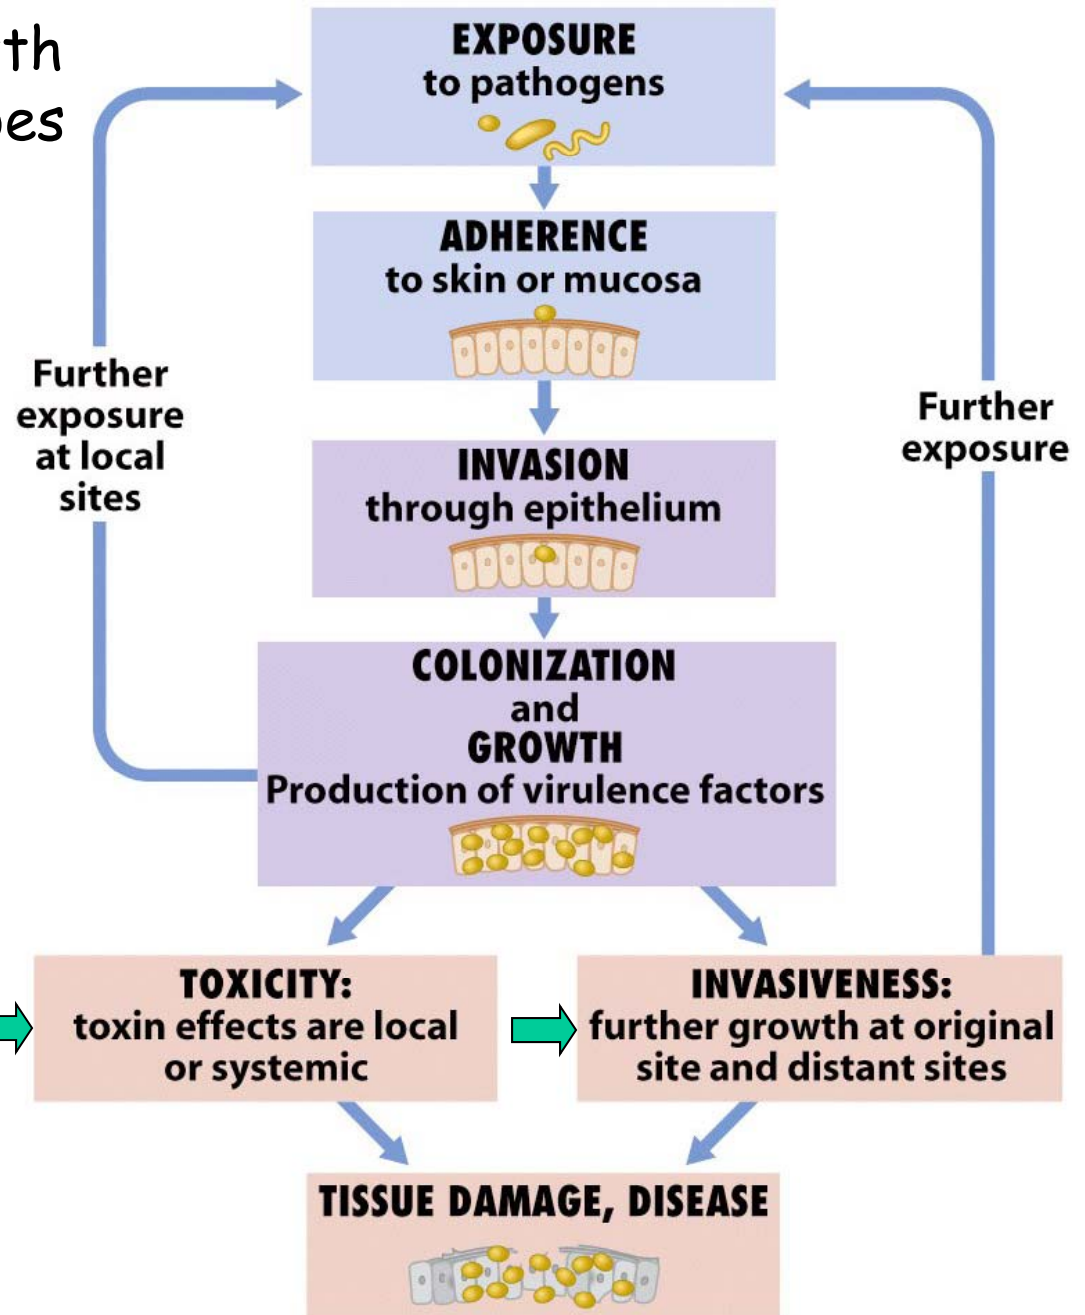 th
pes
EXPOSURE
to pathogens
ADHERENCE
to skin or mucosa
Further
exposure
at local
sites
Further
exposure
INVASION
through epithelium
COLONIZATION
and
GROWTH
Production of virulence factors
TOXICITY:
toxin effects are local
or systemic
INVASIVENESS:
further growth at original
site and distant sites
TISSUE DAMAGE, DISEASE